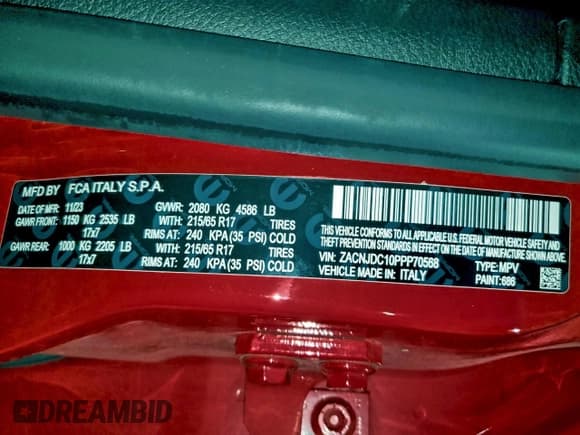 MFD BY FCA ITALY S.P.A.
DATE OF MFR: 11/23 GVWR: 2080 KG 4586 LB
GAWR FRONT: 1150 KG 2535 LB WITH: 215/65 R17 TIRES
17x7 RIMS AT: 240 KPA (35 PSI) COLD
GAWR REAR: 1000 KG 2205 LB WITH: 215/65 R17 TIRES
17x7 RIMS AT: 240 KPA (35 PSI) COLD
THIS VEHICLE CONFORMS TO ALL APPLICABLE U.S. FEDERAL MOTOR VEHICLE SAFETY AND
THEFT PREVENTION STANDARDS IN EFFECT ON THE DATE OF MANUFACTURE SHOWN ABOVE.
VIN: ZACNJDC10PPP70568 TYPE: MPV
VEHICLE MADE IN: ITALY PAINT: 686
DREAMBID